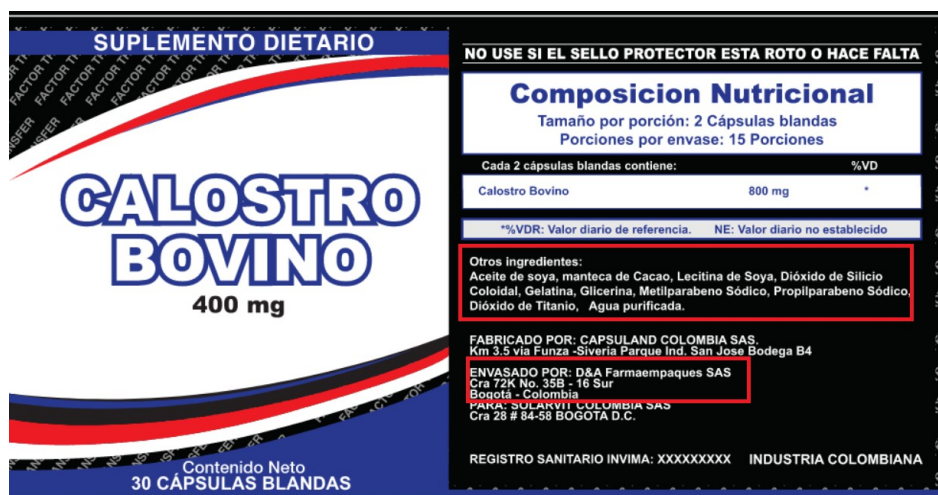 SUPLEMENTO DIETARIO
FACTOR TRANSFER
CALOSTRO
BOVINO
400 mg
Contenido Neto
30 CÁPSULAS BLANDAS
NO USE SI EL SELLO PROTECTOR ESTA ROTO O HACE FALTA
Composicion Nutricional
Tamaño por porción: 2 Cápsulas blandas
Porciones por envase: 15 Porciones
Cada 2 cápsulas blandas contiene: %VD
Calostro Bovino 800 mg *
*%VDR: Valor diario de referencia. NE: Valor diario no establecido
Otros ingredientes:
Aceite de soya, manteca de Cacao, Lecitina de Soya, Dióxido de Silicio
Coloidal, Gelatina, Glicerina, Metilparabeno Sódico, Propilparabeno Sódico,
Dióxido de Titanio, Agua purificada.
FABRICADO POR: CAPSULAND COLOMBIA SAS.
Km 3.5 via Funza -Siveria Parque Ind. San Jose Bodega B4
ENVASADO POR: D&A Farmaempaques SAS
Cra 72K No. 35B - 16 Sur
Bogotá - Colombia
PARA: SOLARVIT COLOMBIA SAS
Cra 28 # 84-58 BOGOTA D.C.
REGISTRO SANITARIO INVIMA: XXXXXXXXX INDUSTRIA COLOMBIANA